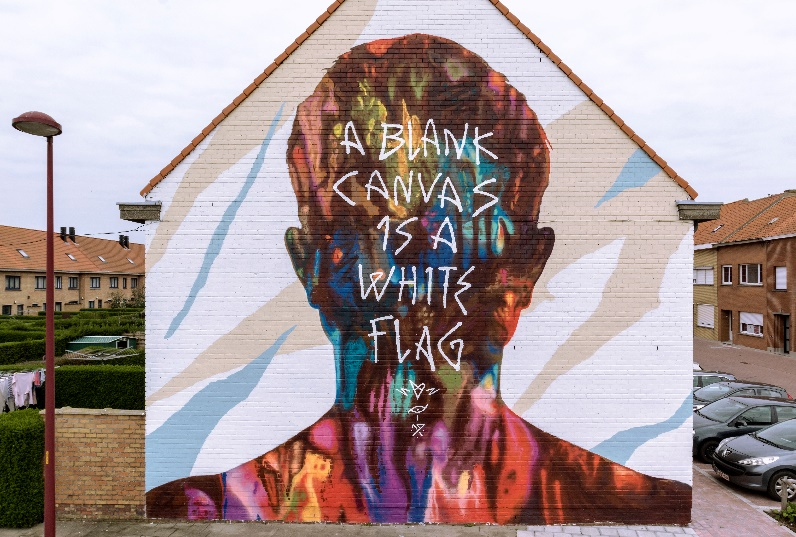 A BLANK
CANVAS
IS A
WHITE
FLAG